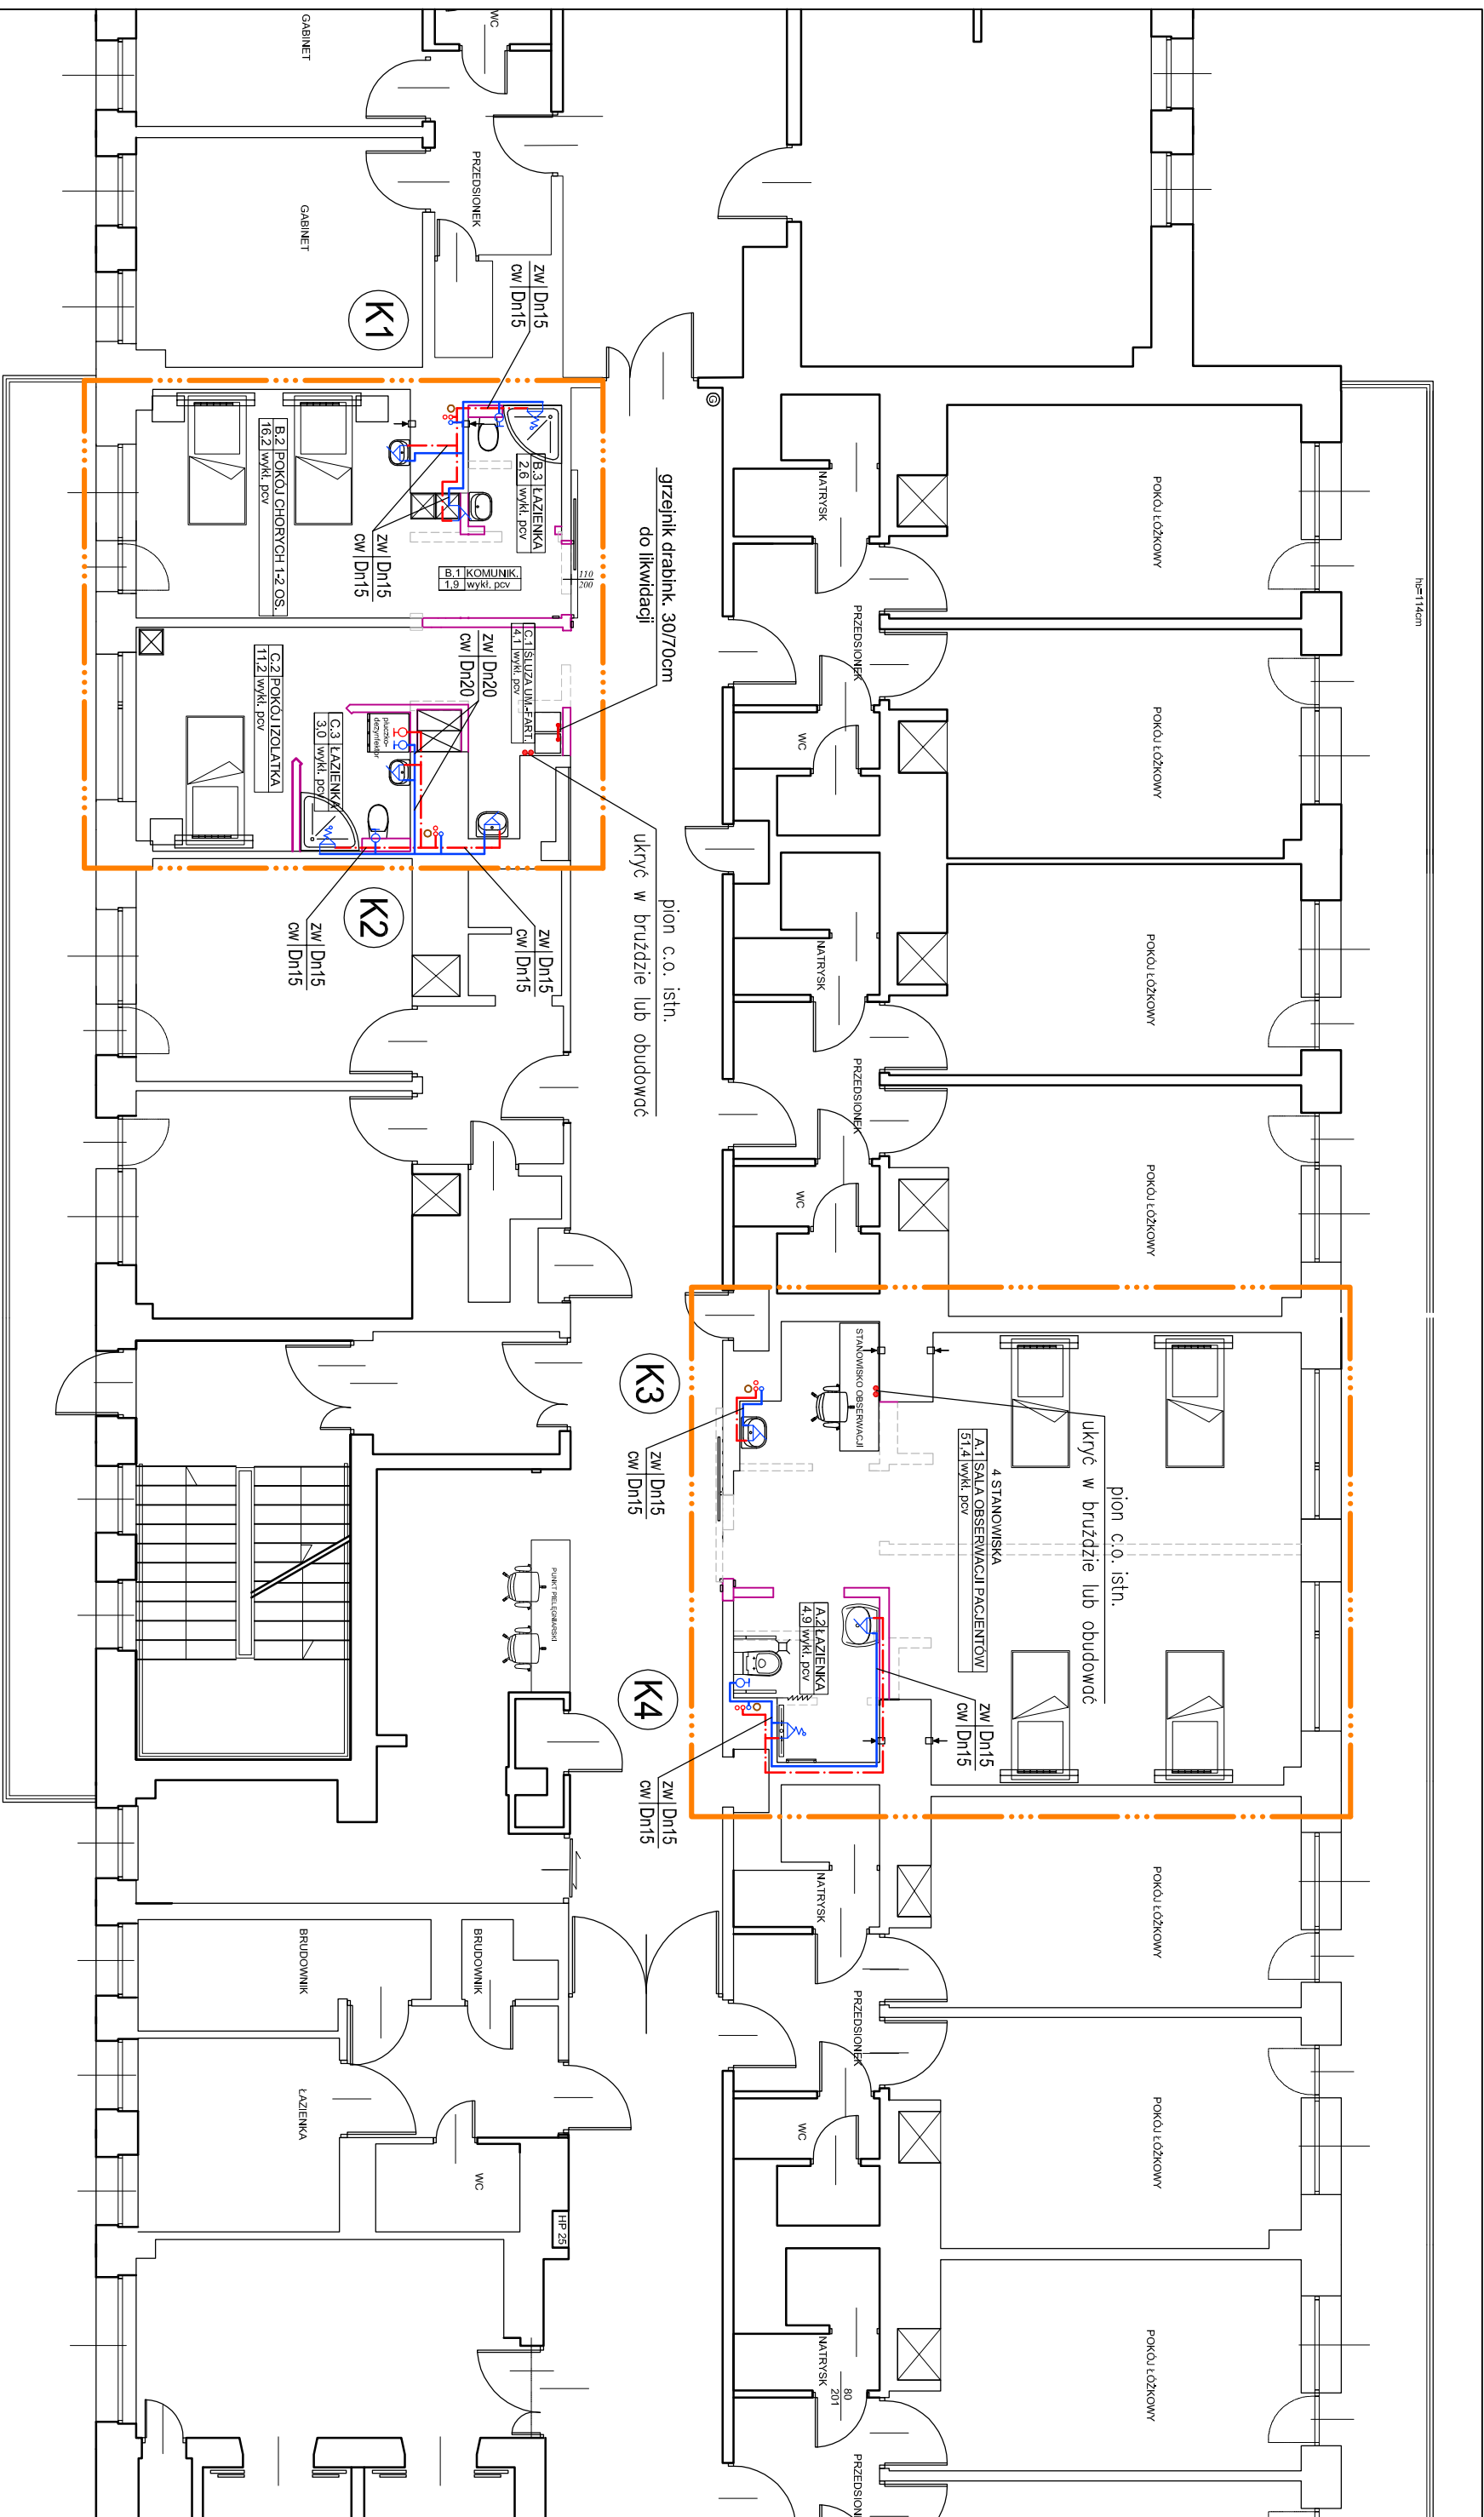 hb=114cm
POKÓJ ŁÓŻKOWY
POKÓJ ŁÓŻKOWY
POKÓJ ŁÓŻKOWY
POKÓJ ŁÓŻKOWY
POKÓJ ŁÓŻKOWY
POKÓJ ŁÓŻKOWY
POKÓJ ŁÓŻKOWY
pion c.o. istn.
ukryć w bruździe lub obudować
4 STANOWISKA
A.1 SALA OBSERWACJI PACJENTÓW
51,4 wykł. pcv
zw Dn15
cw Dn15
STANOWISKO OBSERWACJI
A.2 ŁAZIENKA
4,9 wykł. pcv
NATRYSK
PRZEDSIONEK
WC
NATRYSK
PRZEDSIONEK
WC
NATRYSK
PRZEDSIONEK
WC
NATRYSK
80
201
PRZEDSION
G
grzejnik drabink. 30/70cm
do likwidacji
pion c.o. istn.
ukryć w bruździe lub obudować
K3
zw Dn15
cw Dn15
K4
zw Dn15
cw Dn15
WC
GABINET
PRZEDSIONEK
GABINET
zw Dn15
cw Dn15
K1
B.3 ŁAZIENKA
2,6 wykł. pcv
110
200
B.1 KOMUNIK.
1,9 wykł. pcv
zw Dn15
cw Dn15
B.2 POKÓJ CHORYCH 1-2 OS.
16,2 wykł. pcv
C.1 ŚLUZA UM.-FART.
4,1 wykł. pcv
zw Dn20
cw Dn20
płuczko-
dezynfektor
C.3 ŁAZIENKA
3,0 wykł. pcv
C.2 POKÓJ IZOLATKA
11,2 wykł. pcv
K2
zw Dn15
cw Dn15
zw Dn15
cw Dn15
PUNKT PIELĘGNIARSKI
BRUDOWNIK
BRUDOWNIK
ŁAZIENKA
WC
HP 25